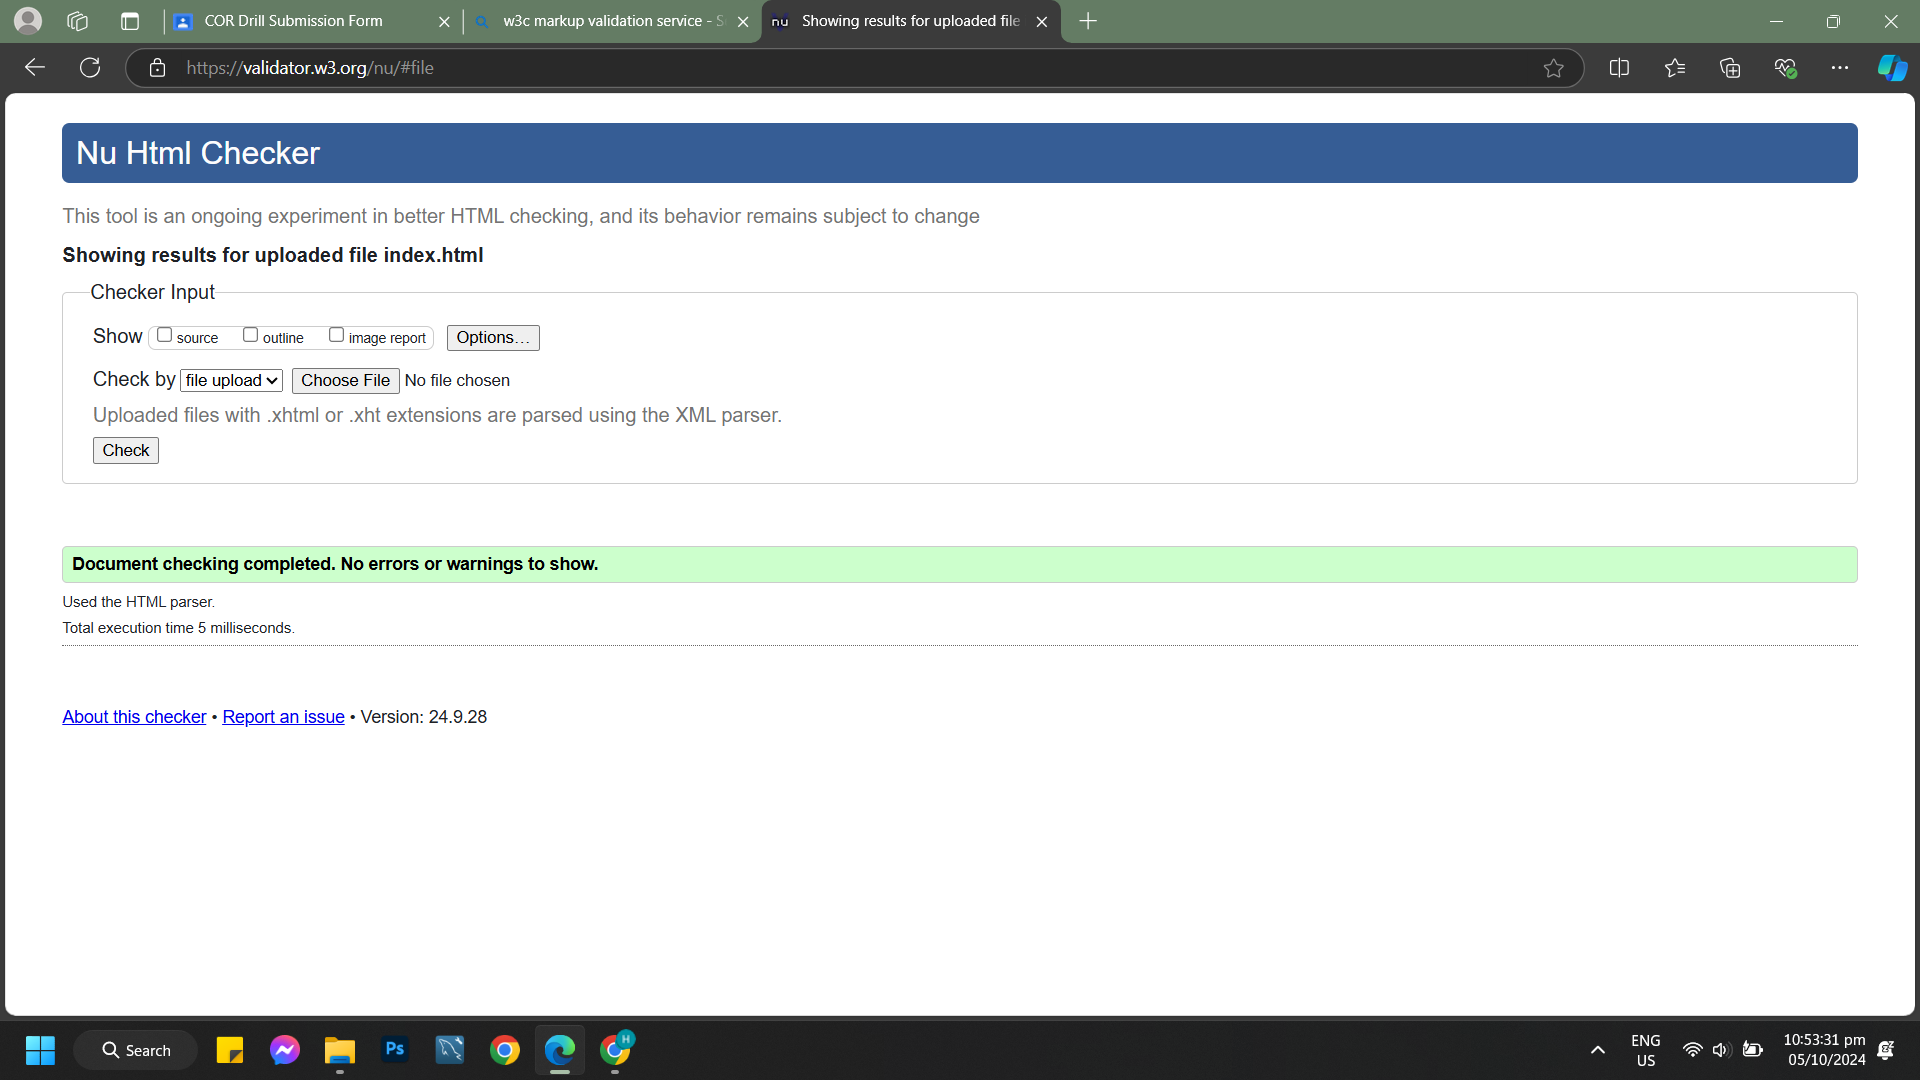 COR Drill Submission Form
w3c markup validation service - S
nu Showing results for uploaded file
https://validator.w3.org/nu/#file
Nu Html Checker
This tool is an ongoing experiment in better HTML checking, and its behavior remains subject to change
Showing results for uploaded file index.html
Checker Input
Show source outline image report Options…
Check by file upload Choose File No file chosen
Uploaded files with .xhtml or .xht extensions are parsed using the XML parser.
Check
Document checking completed. No errors or warnings to show.
Used the HTML parser.
Total execution time 5 milliseconds.
About this checker • Report an issue • Version: 24.9.28
Search
Ps
H
ENG
US
10:53:31 pm
05/10/2024